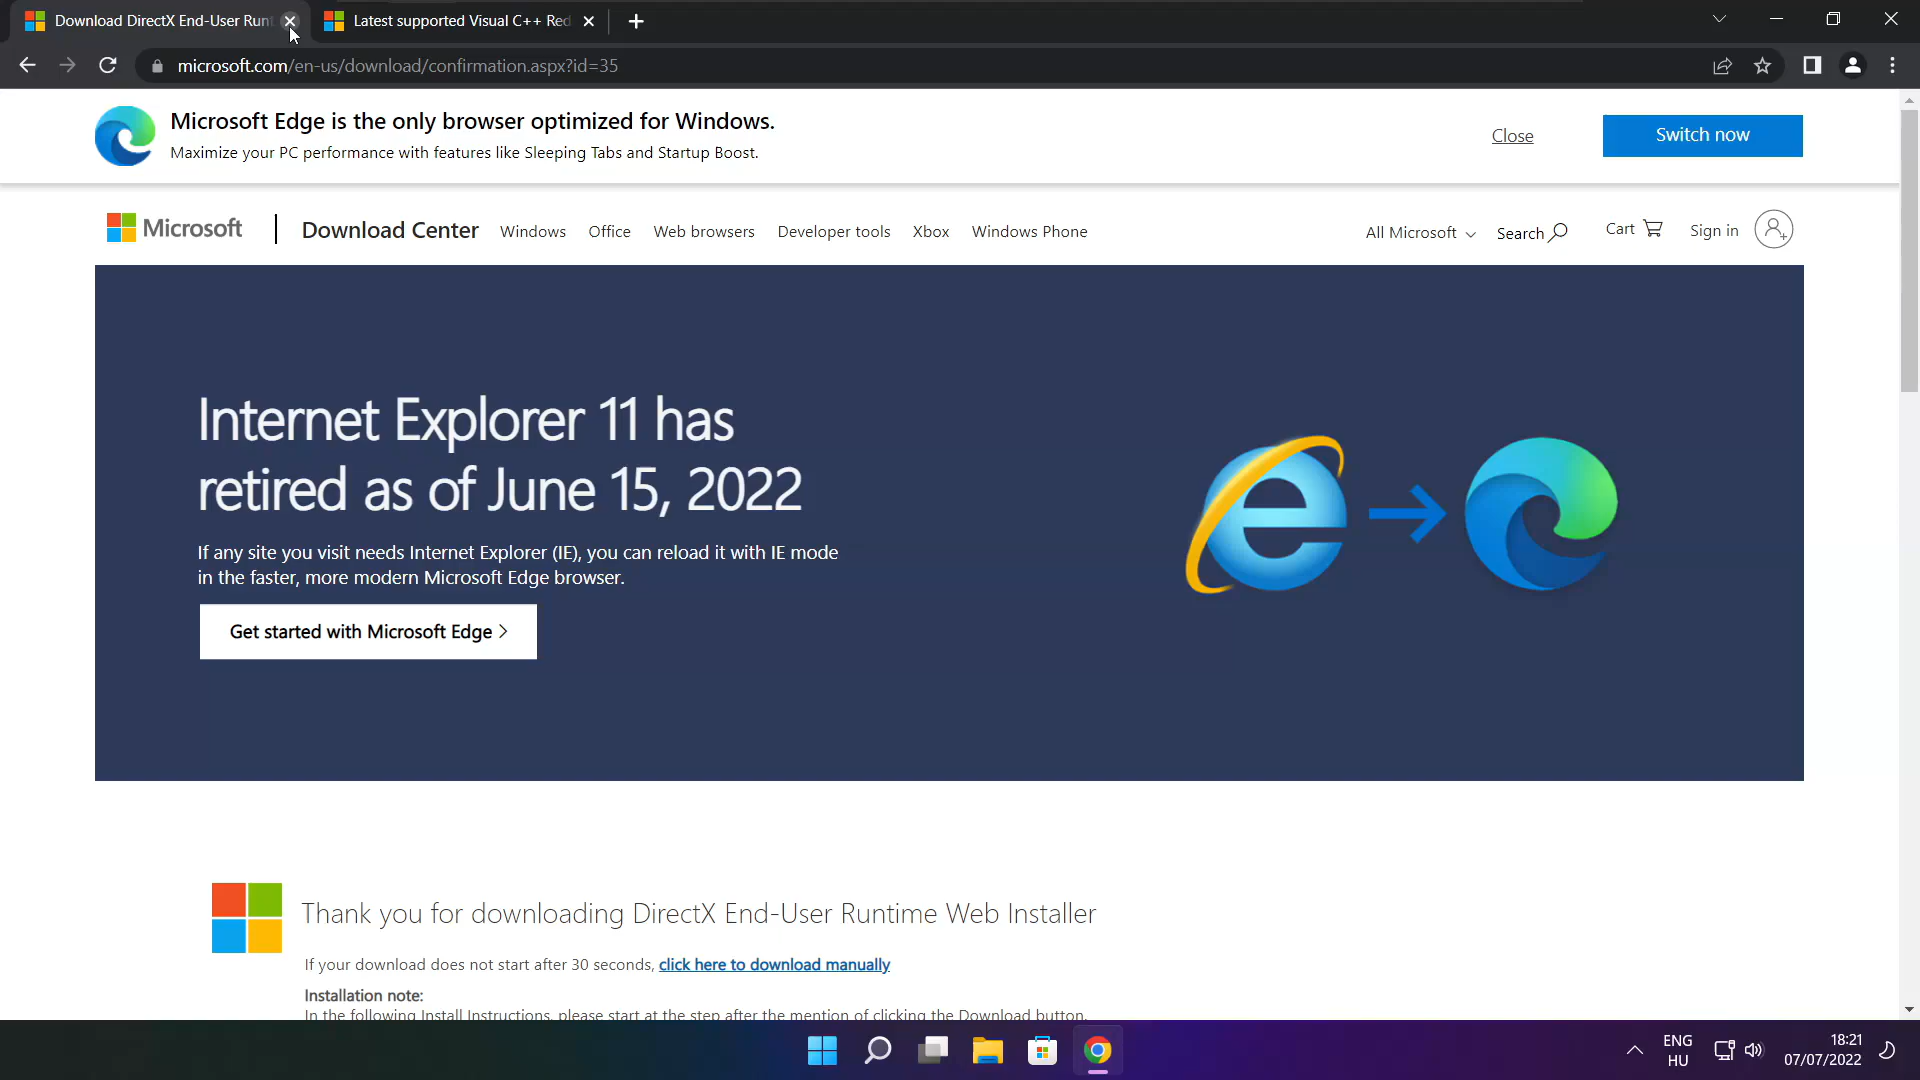 Download DirectX End-User Runt
Latest supported Visual C++ Red
microsoft.com/en-us/download/confirmation.aspx?id=35
Microsoft Edge is the only browser optimized for Windows.
Maximize your PC performance with features like Sleeping Tabs and Startup Boost.
Close
Switch now
Microsoft
Download Center
Windows
Office
Web browsers
Developer tools
Xbox
Windows Phone
All Microsoft
Search
Cart
Sign in
Internet Explorer 11 has
retired as of June 15, 2022
If any site you visit needs Internet Explorer (IE), you can reload it with IE mode
in the faster, more modern Microsoft Edge browser.
Get started with Microsoft Edge >
Thank you for downloading DirectX End-User Runtime Web Installer
If your download does not start after 30 seconds, click here to download manually
Installation note:
In the following Install Instructions, please start at the step after the mention of clicking the Download button.
ENG
HU
18:21
07/07/2022